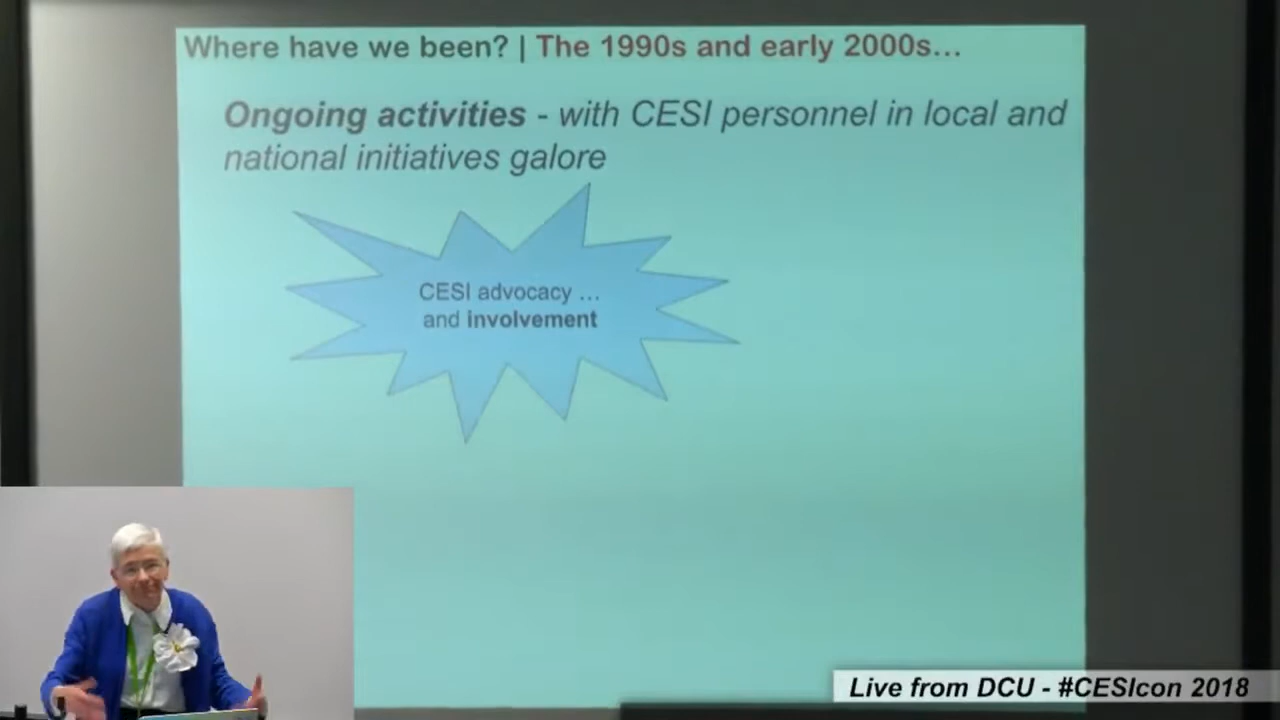 Where have we been? | The 1990s and early 2000s...
Ongoing activities - with CESI personnel in local and
national initiatives galore
CESI advocacy ...
and involvement
Live from DCU - #CESIcon 2018